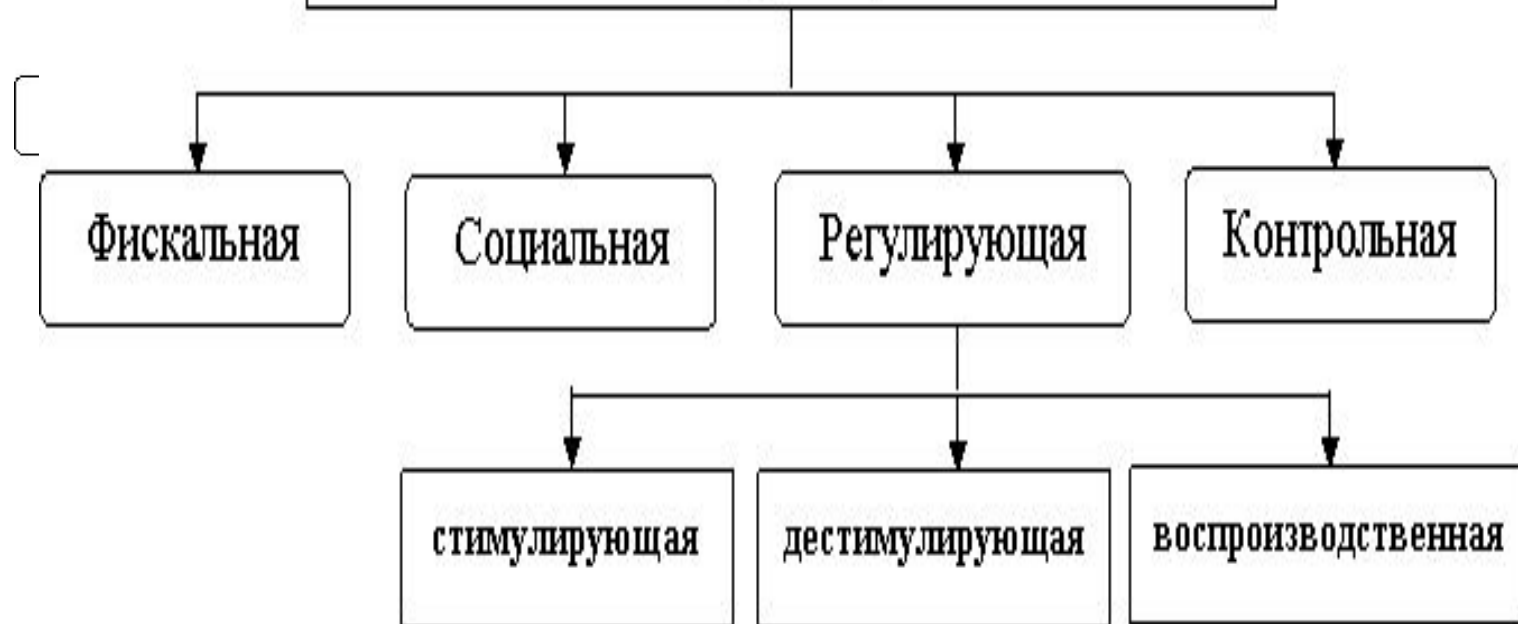 Фискальная
Социальная
Регулирующая
Контрольная
стимулирующая
дестимулирующая
воспроизводственная